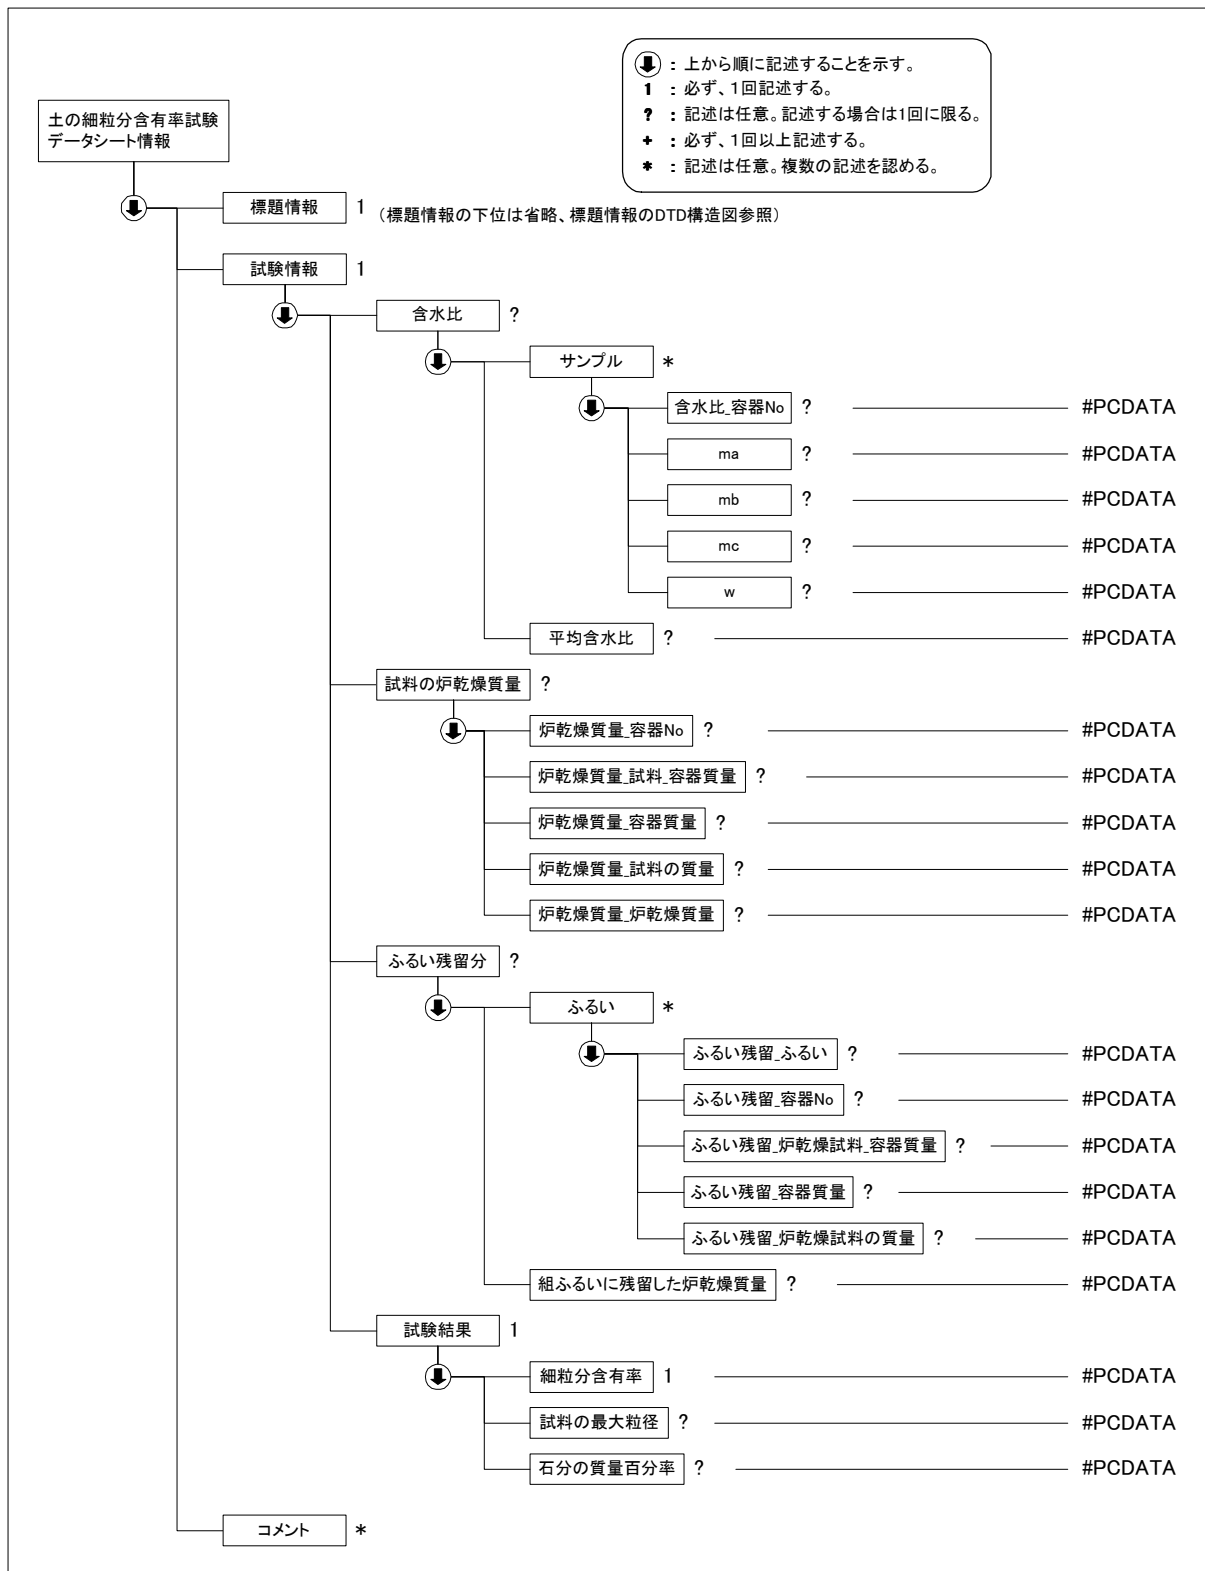 : 上から順に記述することを示す。
1 : 必ず、1回記述する。
? : 記述は任意。記述する場合は1回に限る。
+ : 必ず、1回以上記述する。
* : 記述は任意。複数の記述を認める。
土の細粒分含有率試験
データシート情報
標題情報 1 (標題情報の下位は省略、標題情報のDTD構造図参照)
試験情報 1
含水比 ?
サンプル *
含水比_容器No ? #PCDATA
ma ? #PCDATA
mb ? #PCDATA
mc ? #PCDATA
w ? #PCDATA
平均含水比 ? #PCDATA
試料の炉乾燥質量 ?
炉乾燥質量_容器No ? #PCDATA
炉乾燥質量_試料_容器質量 ? #PCDATA
炉乾燥質量_容器質量 ? #PCDATA
炉乾燥質量_試料の質量 ? #PCDATA
炉乾燥質量_炉乾燥質量 ? #PCDATA
ふるい残留分 ?
ふるい *
ふるい残留_ふるい ? #PCDATA
ふるい残留_容器No ? #PCDATA
ふるい残留_炉乾燥試料_容器質量 ? #PCDATA
ふるい残留_容器質量 ? #PCDATA
ふるい残留_炉乾燥試料の質量 ? #PCDATA
組ふるいに残留した炉乾燥質量 ? #PCDATA
試験結果 1
細粒分含有率 1 #PCDATA
試料の最大粒径 ? #PCDATA
石分の質量百分率 ? #PCDATA
コメント *